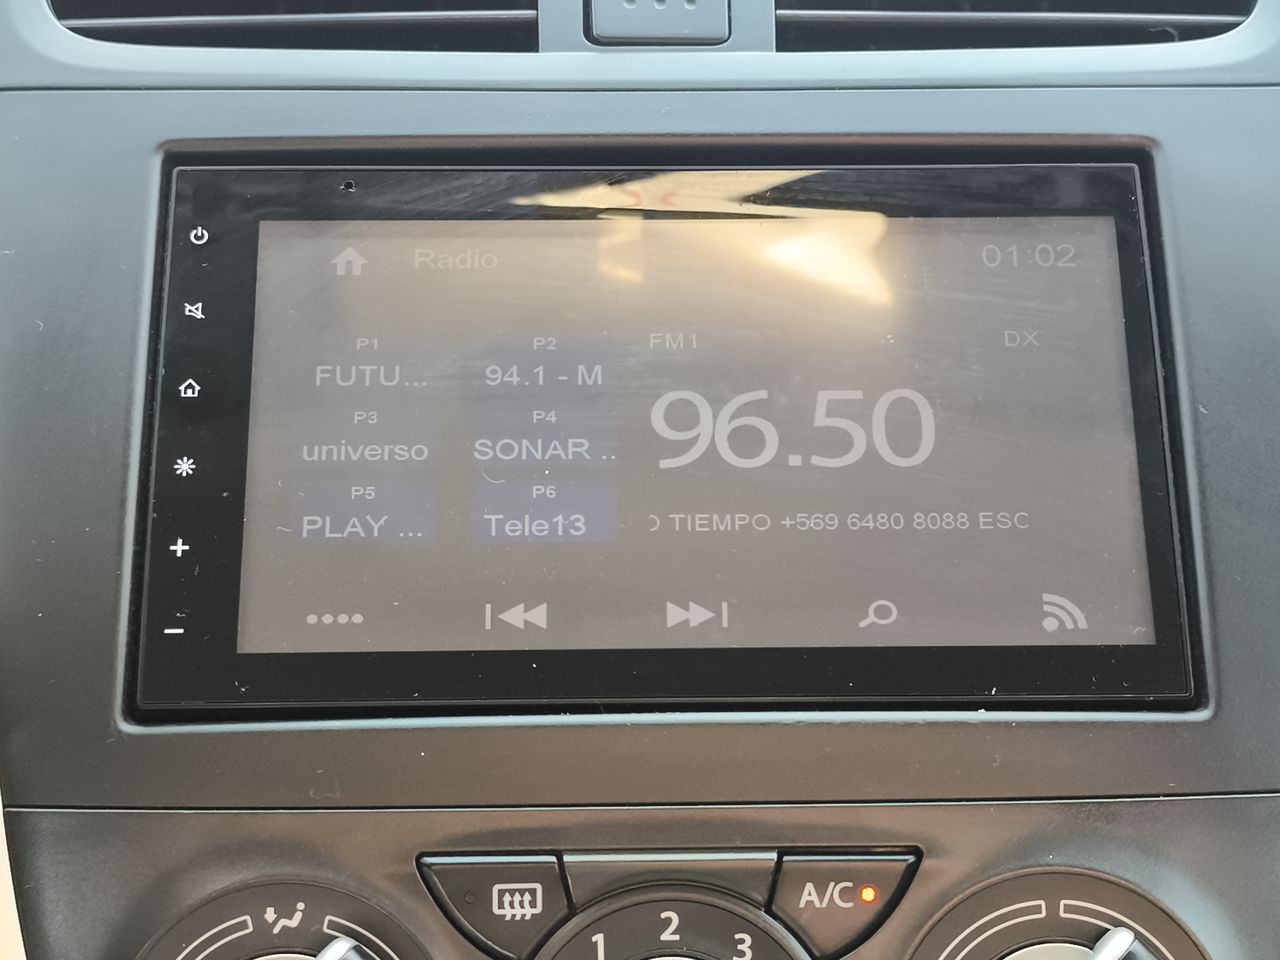 Radio
01:02
P1
FUTU...
P2
94.1 - M
P3
universo
P4
SONAR ..
P5
PLAY ...
P6
Tele13
FM1
DX
96.50
O TIEMPO +569 6480 8088 ESC
A/C
1
2
3